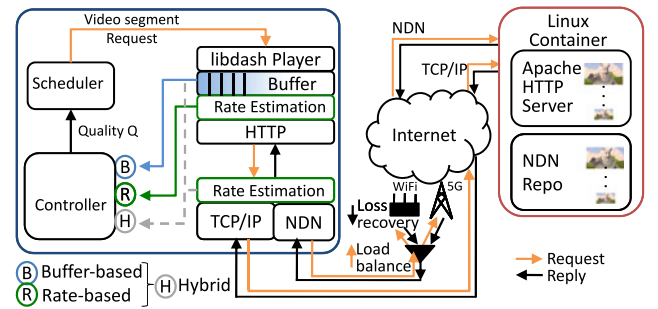 Video segment
Request
Scheduler
Quality Q
Controller
B
R
H
libdash Player
Buffer
Rate Estimation
HTTP
Rate Estimation
TCP/IP
NDN
B Buffer-based
R Rate-based
H Hybrid
NDN
TCP/IP
Internet
WiFi
5G
Loss
recovery
Load
balance
Linux
Container
Apache
HTTP
Server
NDN
Repo
Request
Reply